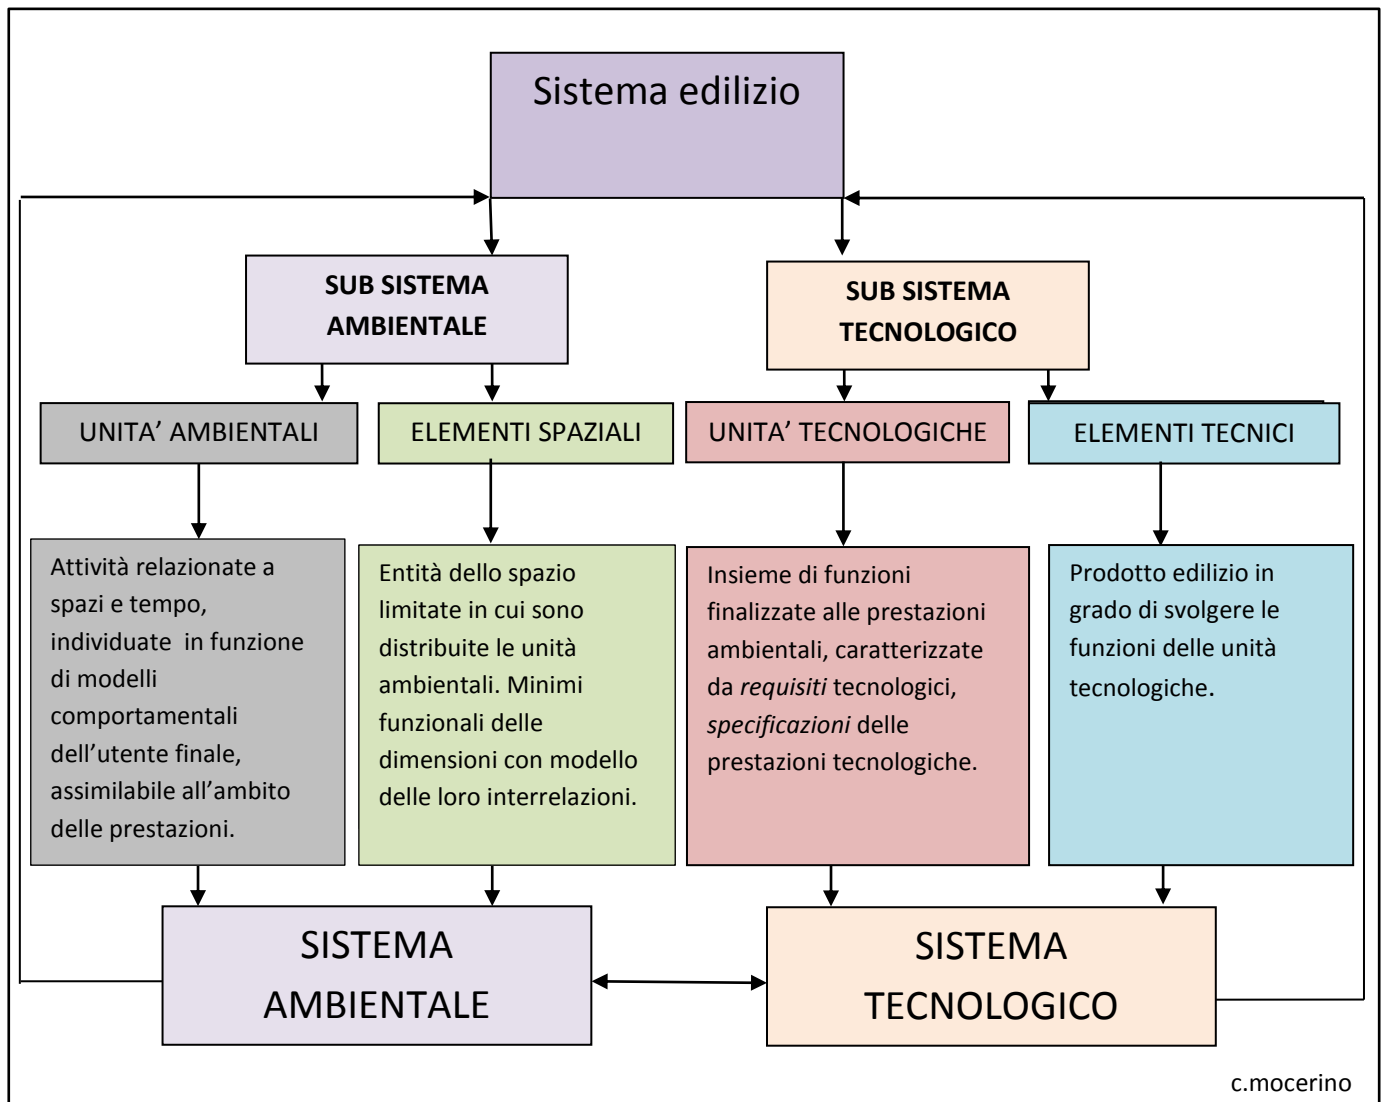 Sistema edilizio
SUB SISTEMA
AMBIENTALE
SUB SISTEMA
TECNOLOGICO
UNITA’ AMBIENTALI
ELEMENTI SPAZIALI
UNITA’ TECNOLOGICHE
ELEMENTI TECNICI
Attività relazionate a
spazi e tempo,
individuate in funzione
di modelli
comportamentali
dell’utente finale,
assimilabile all’ambito
delle prestazioni.
Entità dello spazio
limitate in cui sono
distribuite le unità
ambientali. Minimi
funzionali delle
dimensioni con modello
delle loro interrelazioni.
Insieme di funzioni
finalizzate alle prestazioni
ambientali, caratterizzate
da requisiti tecnologici,
specificazioni delle
prestazioni tecnologiche.
Prodotto edilizio in
grado di svolgere le
funzioni delle unità
tecnologiche.
SISTEMA
AMBIENTALE
SISTEMA
TECNOLOGICO
c.mocerino